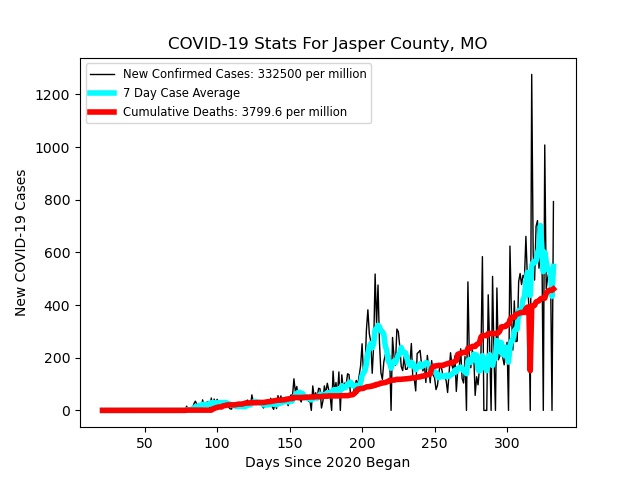 COVID-19 Stats For Jasper County, MO
New Confirmed Cases: 332500 per million
7 Day Case Average
Cumulative Deaths: 3799.6 per million
New COVID-19 Cases
1200
1000
800
600
400
200
0
50 100 150 200 250 300
Days Since 2020 Began